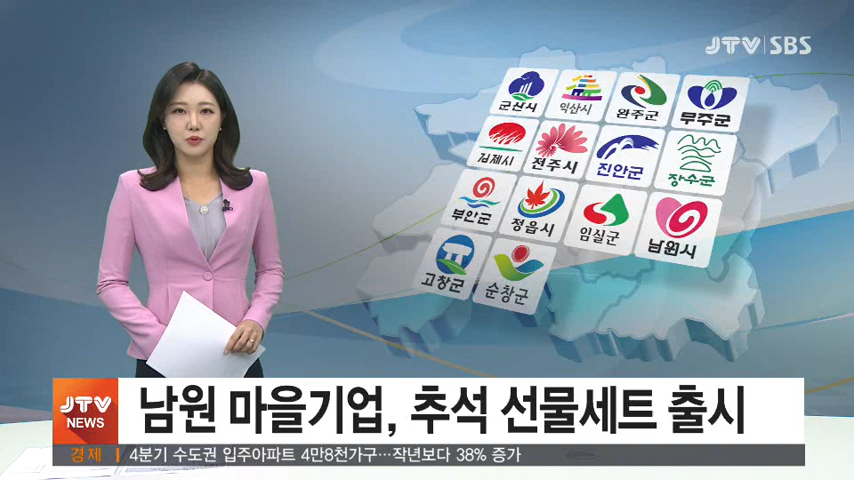 JTV SBS
군산시 익산시 완주군 무주군
김제시 전주시 진안군 장수군
부안군 정읍시 임실군 남원시
고창군 순창군
JTV NEWS
남원 마을기업, 추석 선물세트 출시
경제 | 4분기 수도권 입주아파트 4만8천가구…작년보다 38% 증가